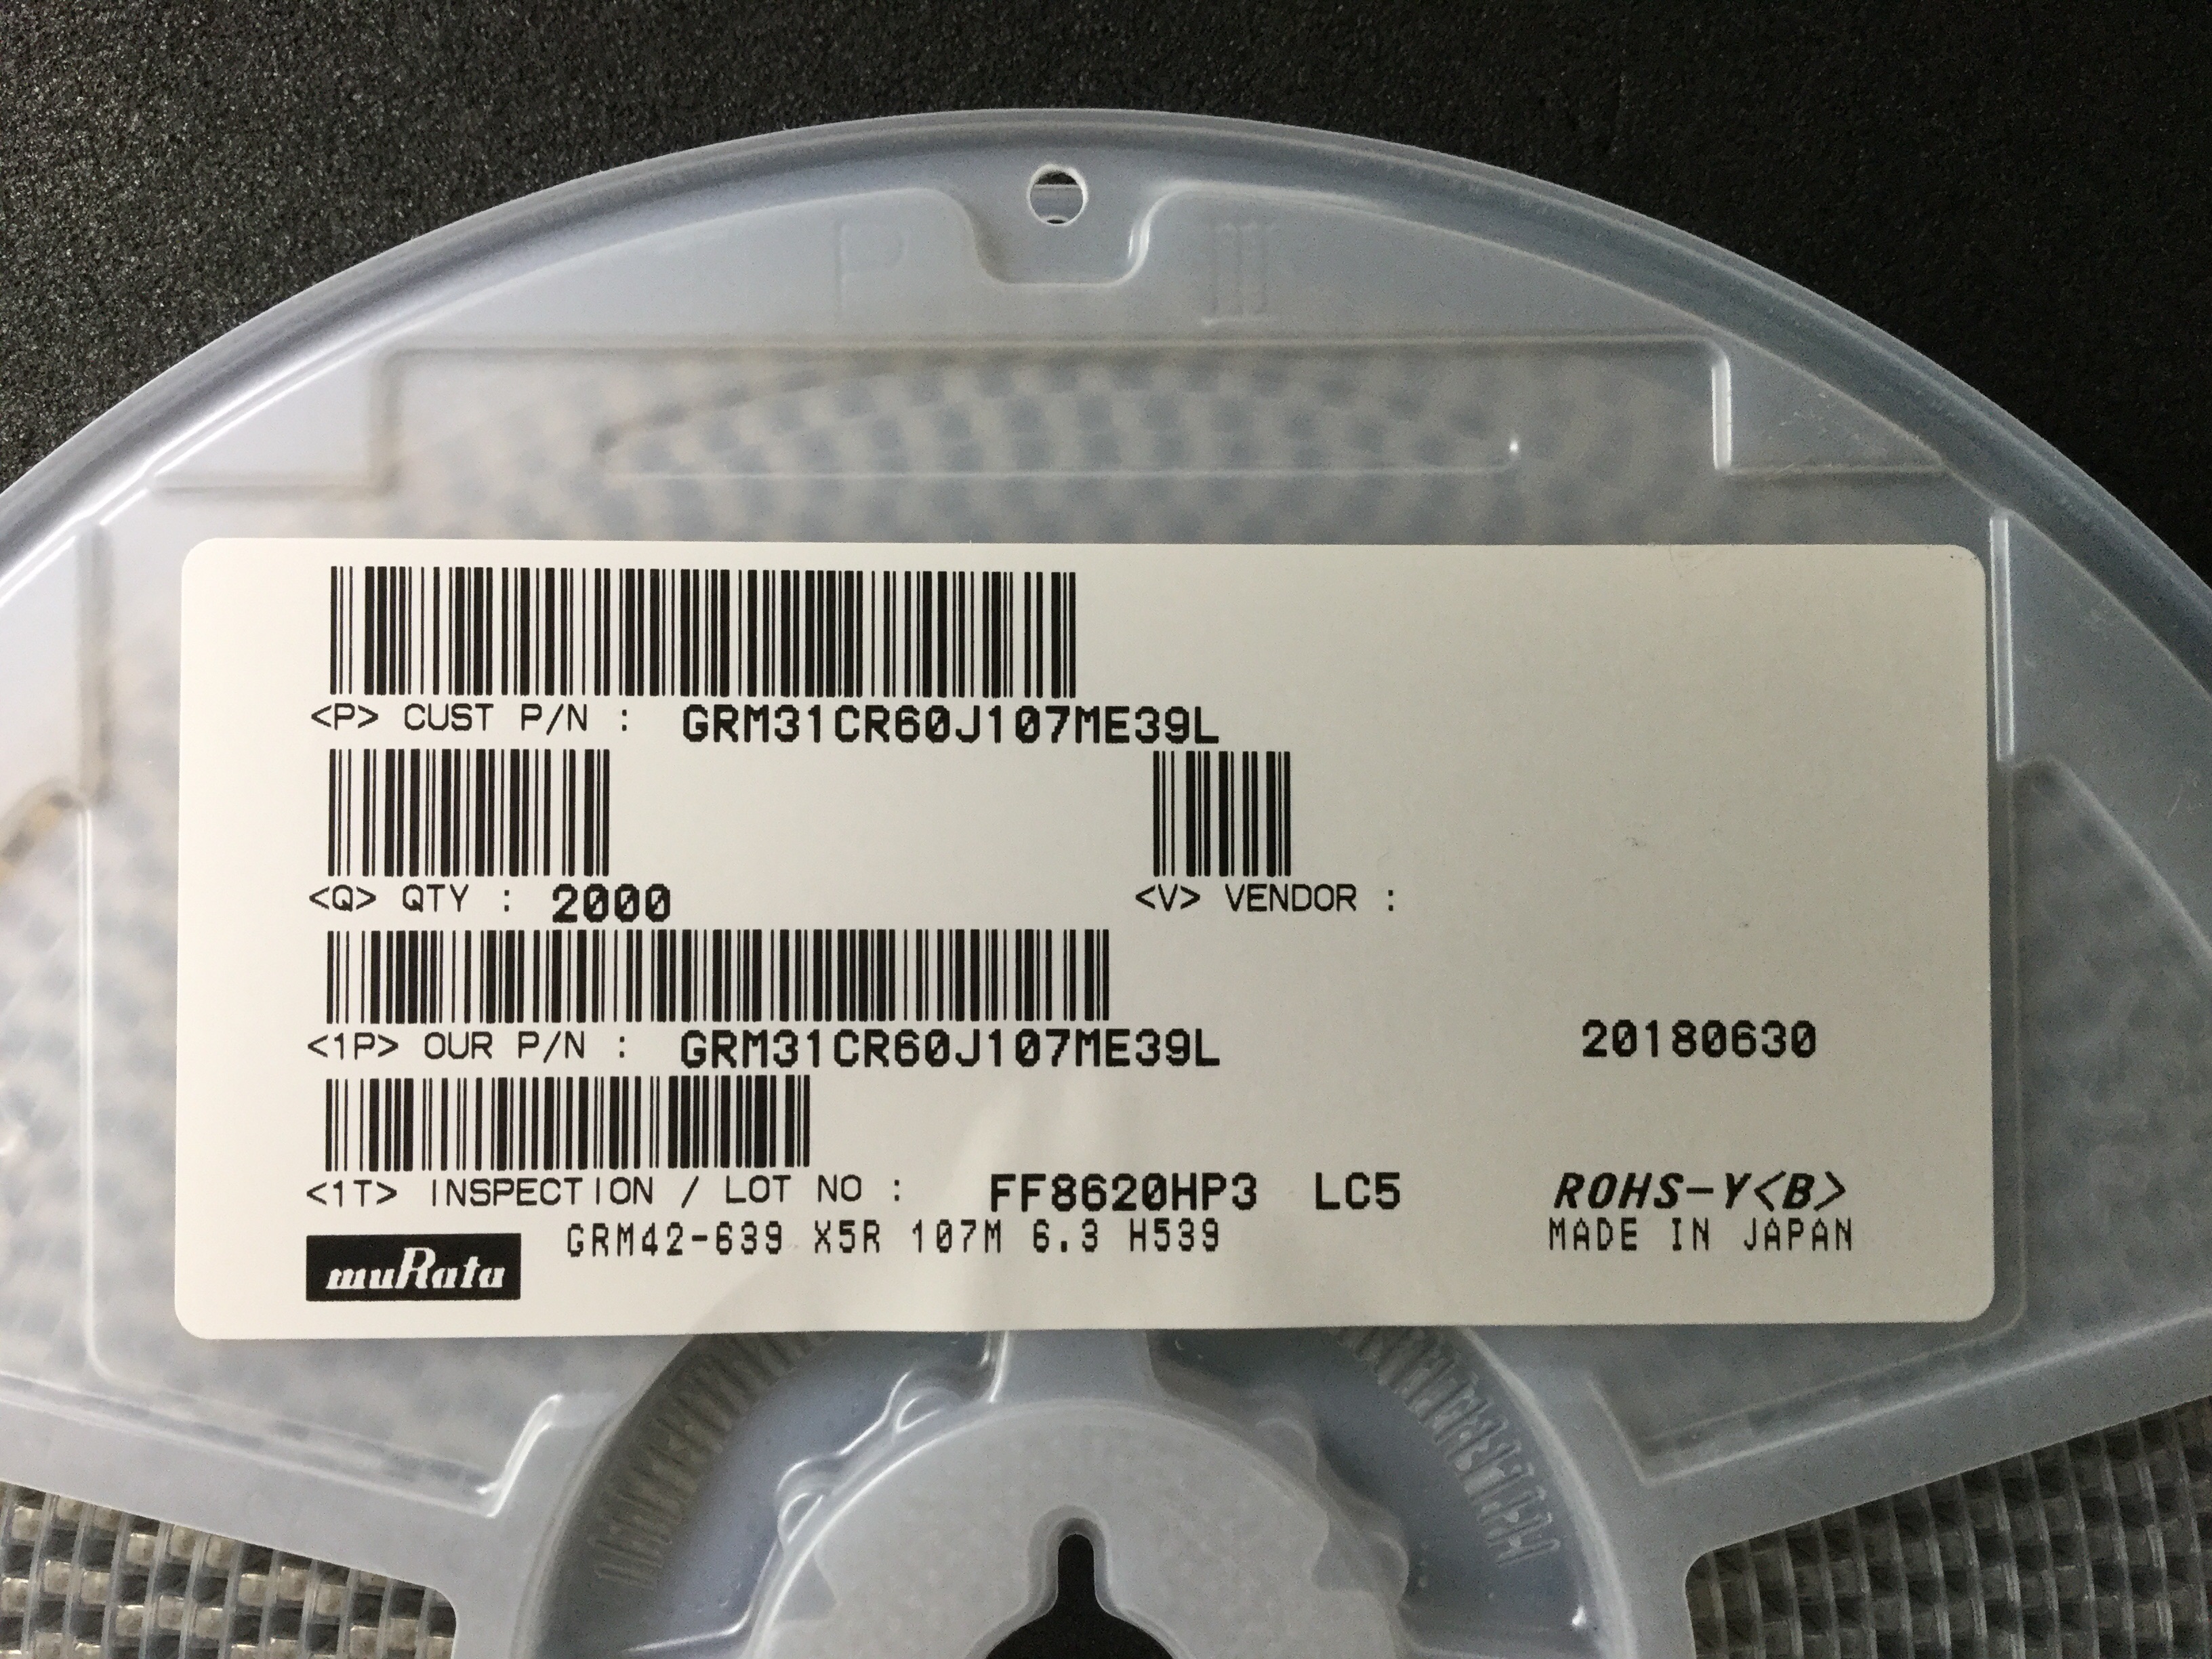 P III
<P> CUST P/N : GRM31CR60J107ME39L
<Q> QTY : 2000 <V> VENDOR :
<1P> OUR P/N : GRM31CR60J107ME39L 20180630
<1T> INSPECTION / LOT NO : FF8620HP3 LC5 ROHS-Y<B>
muRata GRM42-639 X5R 107M 6.3 H539 MADE IN JAPAN